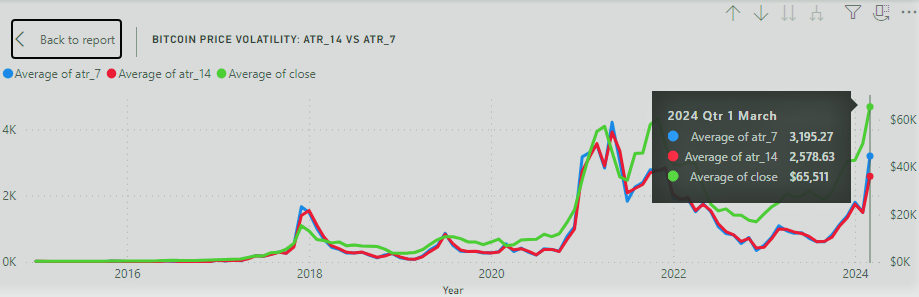 Back to report
BITCOIN PRICE VOLATILITY: ATR_14 VS ATR_7
Average of atr_7 Average of atr_14 Average of close
2024 Qtr 1 March
Average of atr_7 3,195.27
Average of atr_14 2,578.63
Average of close $65,511
4K
2K
0K
$60K
$40K
$20K
$0K
2016 2018 2020 2022 2024
Year